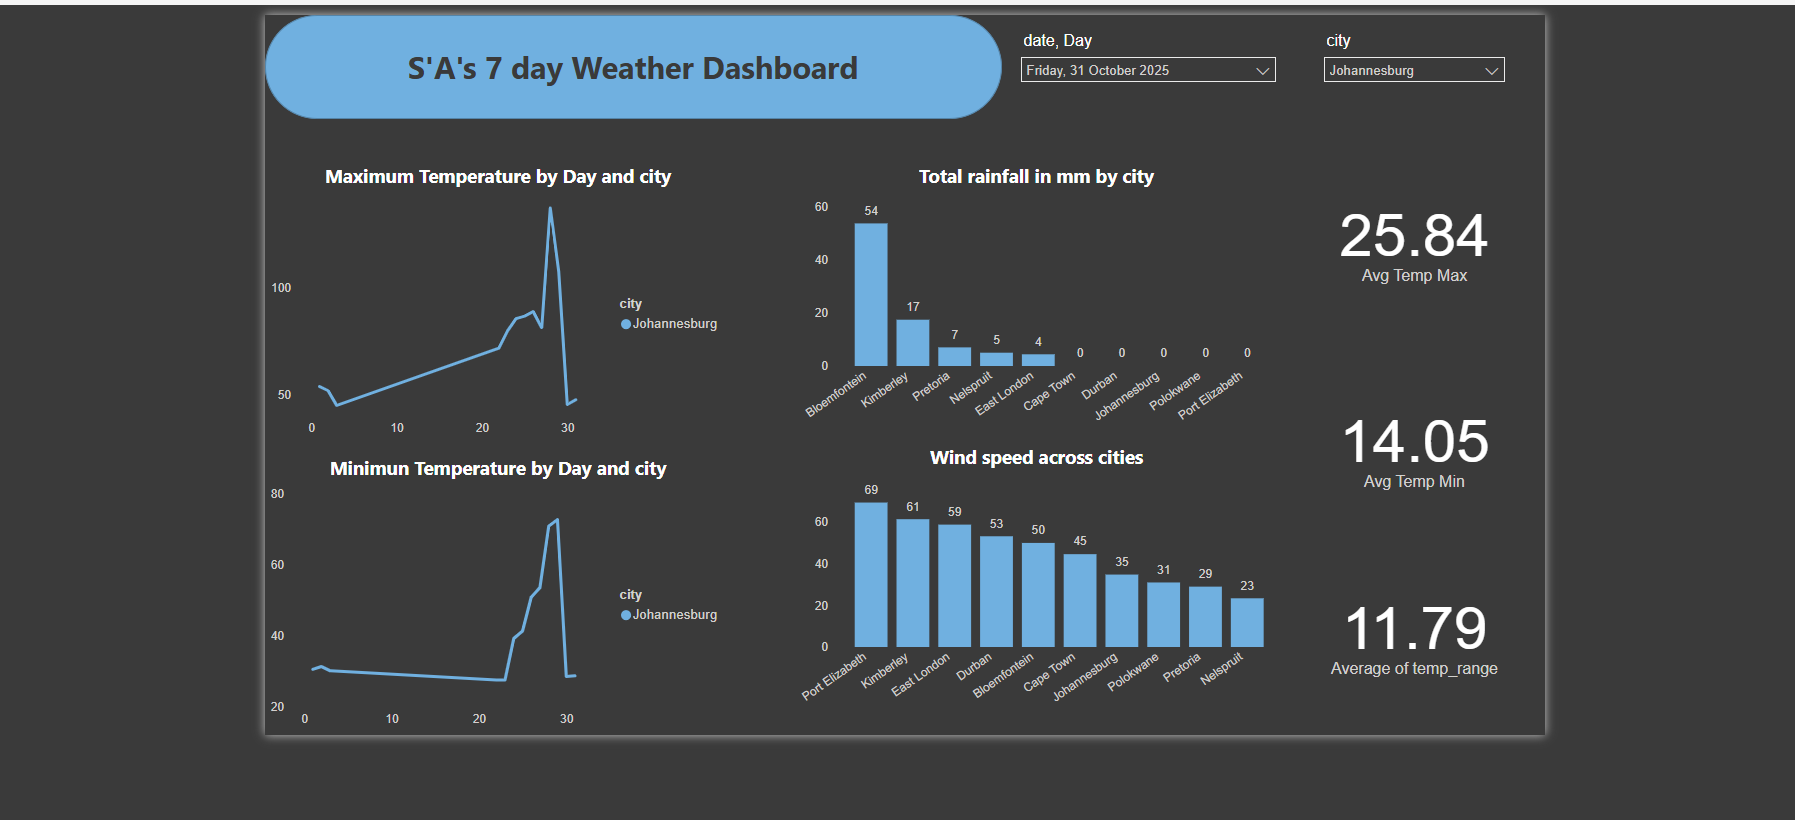 S'A's 7 day Weather Dashboard
date, Day
Friday, 31 October 2025
city
Johannesburg
Maximum Temperature by Day and city
100
50
0 10 20 30
city
Johannesburg
Minimun Temperature by Day and city
80
60
40
20
0 10 20 30
city
Johannesburg
Total rainfall in mm by city
60
40
20
0
54 17 7 5 4 0 0 0 0 0
Bloemfontein Kimberley Pretoria Nelspruit East London Cape Town Durban Johannesburg Polokwane Port Elizabeth
Wind speed across cities
60
40
20
0
69 61 59 53 50 45 35 31 29 23
Port Elizabeth Kimberley East London Durban Bloemfontein Cape Town Johannesburg Polokwane Pretoria Nelspruit
25.84
Avg Temp Max
14.05
Avg Temp Min
11.79
Average of temp_range